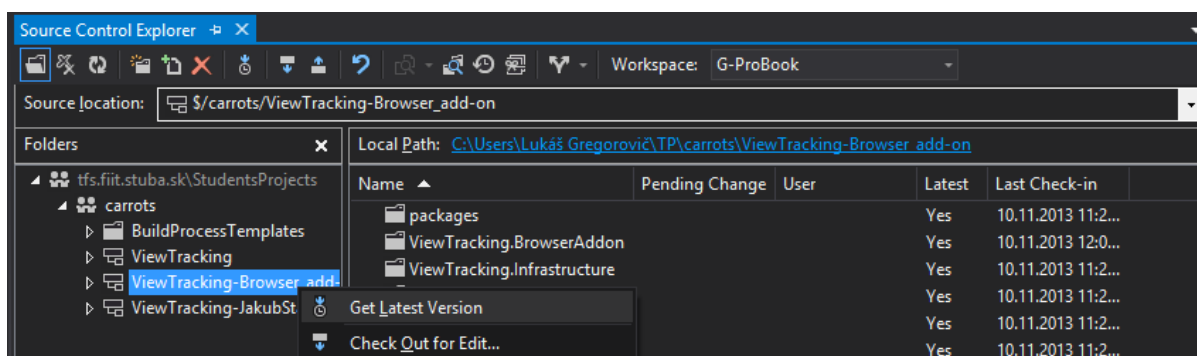 Source Control Explorer
Workspace: G-ProBook
Source location: $/carrots/ViewTracking-Browser_add-on
Folders
Local Path: C:\Users\Lukáš Gregorovič\TP\carrots\ViewTracking-Browser_add-on
tfs.fiit.stuba.sk\StudentsProjects
carrots
BuildProcessTemplates
ViewTracking
ViewTracking-Browser_add-
ViewTracking-JakubSt
Name Pending Change User Latest Last Check-in
packages Yes 10.11.2013 11:2...
ViewTracking.BrowserAddon Yes 10.11.2013 12:0...
ViewTracking.Infrastructure Yes 10.11.2013 11:2...
Yes 10.11.2013 11:2...
Yes 10.11.2013 11:2...
Yes 10.11.2013 11:2...
Get Latest Version
Check Out for Edit...